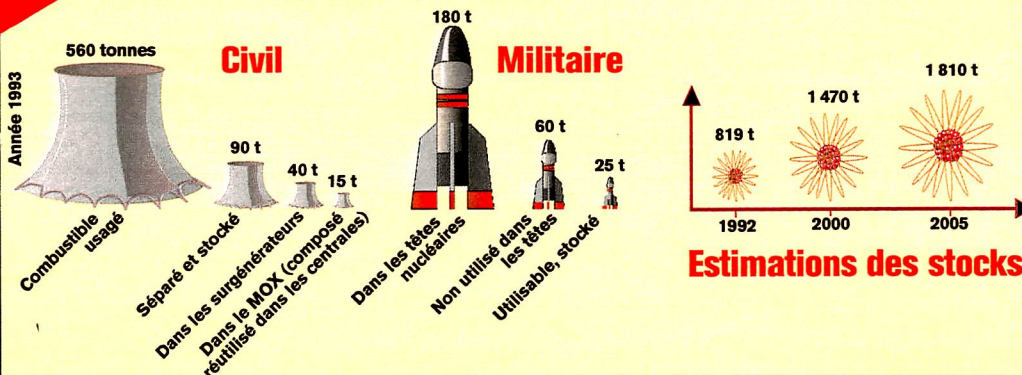 Année 1993
Civil
560 tonnes
Combustible
usagé
90 t
Séparé et stocké
40 t
Dans les surgénérateurs
15 t
Dans le MOX (composé
réutilisé dans les centrales)
Militaire
180 t
Dans les têtes
nucléaires
60 t
Non utilisé dans
les têtes
25 t
Utilisable, stocké
819 t
1 470 t
1 810 t
1992
2000
2005
Estimations des stocks